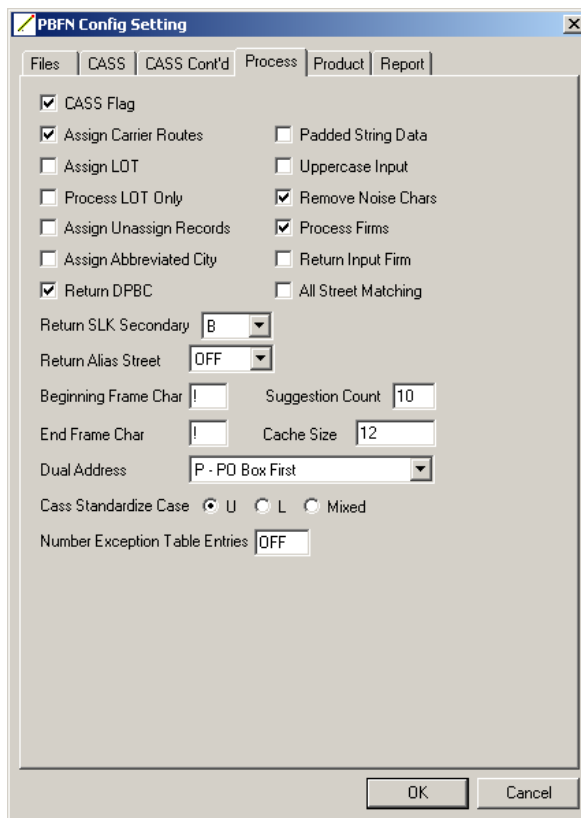 PBFN Config Setting
Files CASS CASS Cont'd Process Product Report
CASS Flag
Assign Carrier Routes Padded String Data
Assign LOT Uppercase Input
Process LOT Only Remove Noise Chars
Assign Unassign Records Process Firms
Assign Abbreviated City Return Input Firm
Return DPBC All Street Matching
Return SLK Secondary B
Return Alias Street OFF
Beginning Frame Char ! Suggestion Count 10
End Frame Char ! Cache Size 12
Dual Address P - PO Box First
Cass Standardize Case U L Mixed
Number Exception Table Entries OFF
OK Cancel